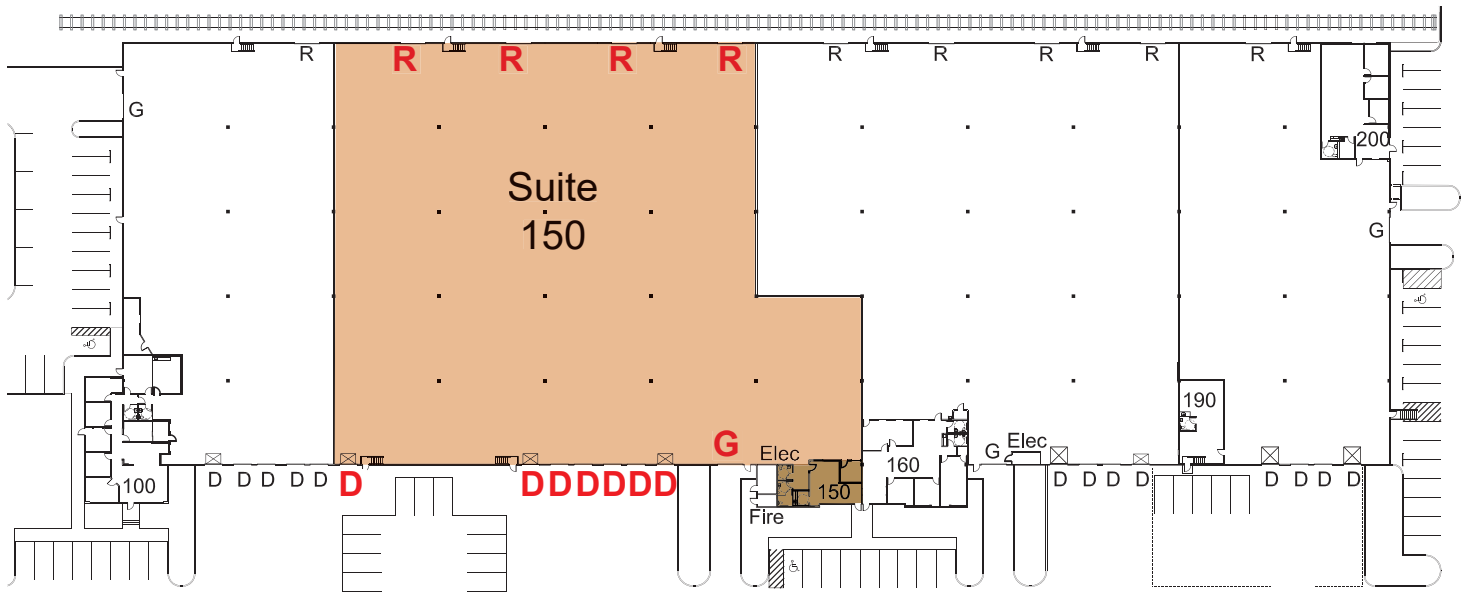 R R R R R R R R R R
G
200
Suite
150
G
190
G
Elec
G
Elec
160
100
D D D D D
D
DDDDDD
150
D D D D
D D D D
Fire